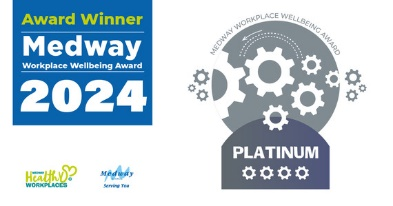 Award Winner
Medway
Workplace Wellbeing Award
2024
MEDWAY WORKPLACE WELLBEING AWARD
PLATINUM
Healthy
WORKPLACES
Medway
Serving You